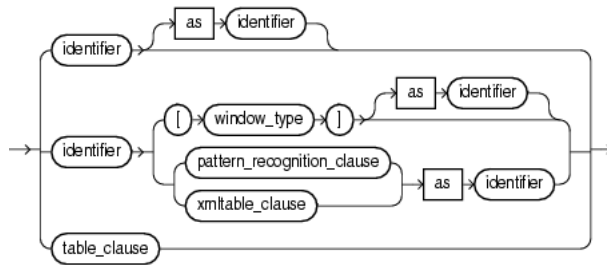 as identifier
identifier
as identifier
[ window_type ]
identifier pattern_recognition_clause
as identifier
xmltable_clause
table_clause